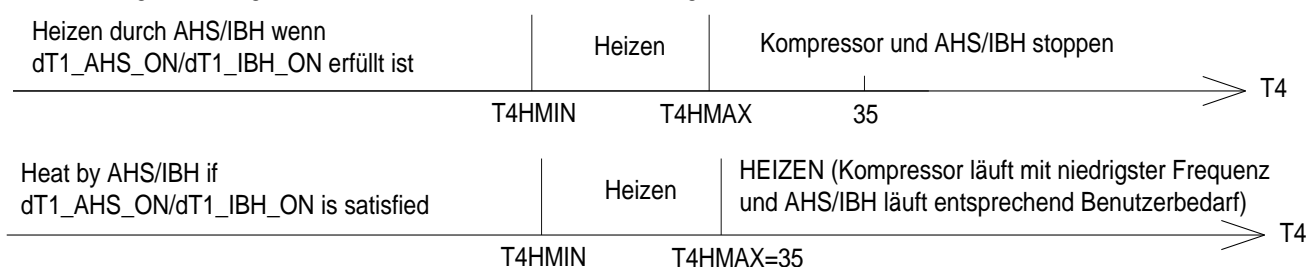 Heizen durch AHS/IBH wenn
dT1_AHS_ON/dT1_IBH_ON erfüllt ist
Heizen
Kompressor und AHS/IBH stoppen
T4
T4HMIN
T4HMAX
35
Heat by AHS/IBH if
dT1_AHS_ON/dT1_IBH_ON is satisfied
Heizen
HEIZEN (Kompressor läuft mit niedrigster Frequenz
und AHS/IBH läuft entsprechend Benutzerbedarf)
T4
T4HMIN
T4HMAX=35